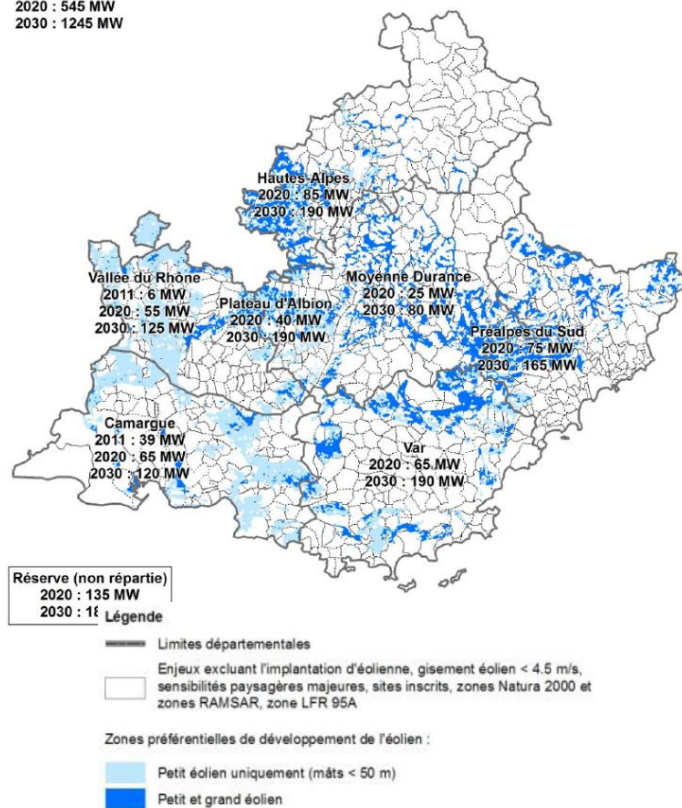 2020 : 545 MW
2030 : 1245 MW
Hautes-Alpes
2020 : 85 MW
2030 : 190 MW
Vallée du Rhône
2011 : 6 MW
2020 : 55 MW
2030 : 125 MW
Plateau d'Albion
2020 : 40 MW
2030 : 190 MW
Moyenne Durance
2020 : 25 MW
2030 : 80 MW
Préalpes du Sud
2020 : 75 MW
2030 : 165 MW
Camargue
2011 : 39 MW
2020 : 65 MW
2030 : 120 MW
Var
2020 : 65 MW
2030 : 190 MW
Réserve (non répartie)
2020 : 135 MW
2030 : 18
Légende
Limites départementales
Enjeux excluant l'implantation d'éolienne, gisement éolien < 4.5 m/s,
sensibilités paysagères majeures, sites inscrits, zones Natura 2000 et
zones RAMSAR, zone LFR 95A
Zones préférentielles de développement de l'éolien :
Petit éolien uniquement (mâts < 50 m)
Petit et grand éolien